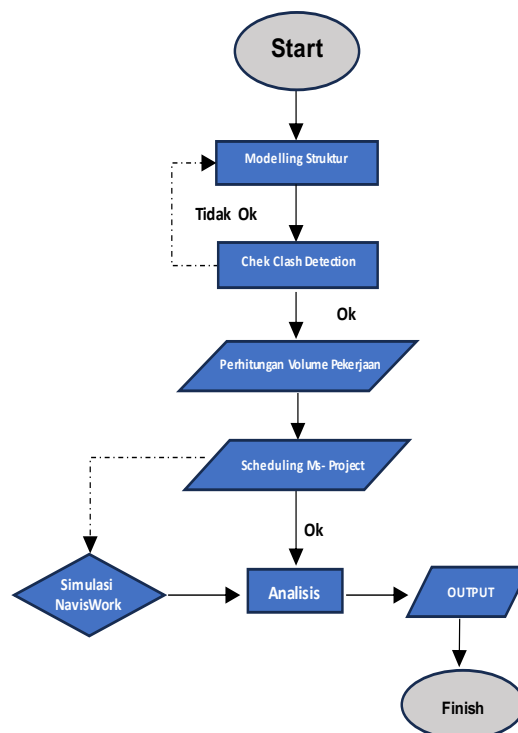 Start
Modelling Struktur
Tidak Ok
Chek Clash Detection
Ok
Perhitungan Volume Pekerjaan
Scheduling Ms- Project
Ok
Simulasi
NavisWork
Analisis
OUTPUT
Finish